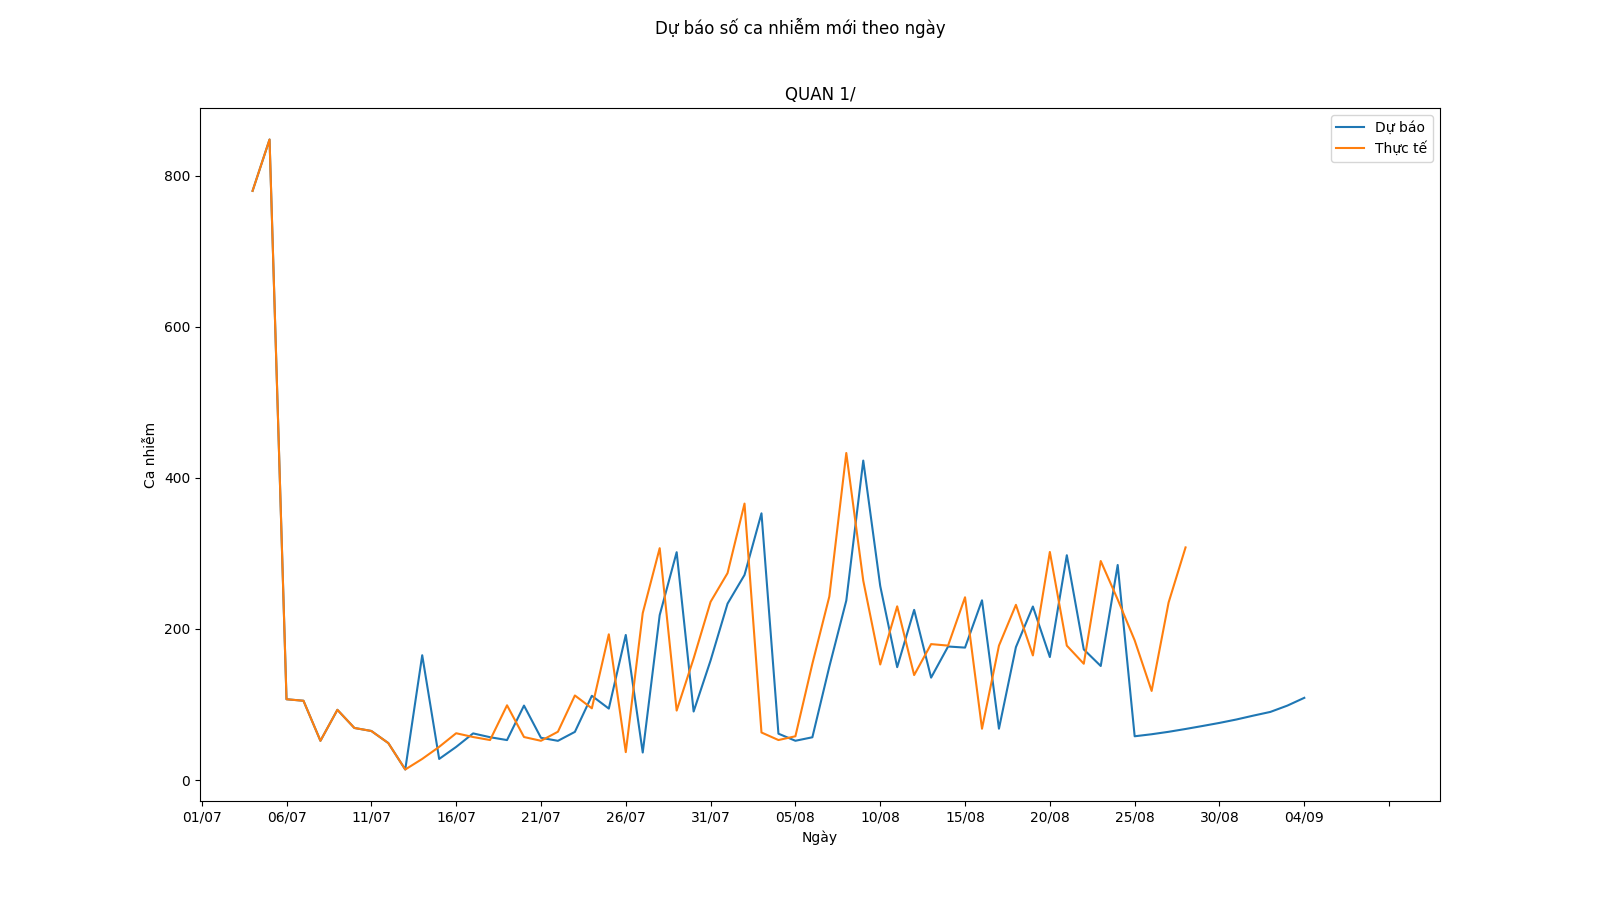 Dự báo số ca nhiễm mới theo ngày
QUAN 1/
Dự báo
Thực tế
800
600
400
200
0
Ca nhiễm
01/07 06/07 11/07 16/07 21/07 26/07 31/07 05/08 10/08 15/08 20/08 25/08 30/08 04/09
Ngày